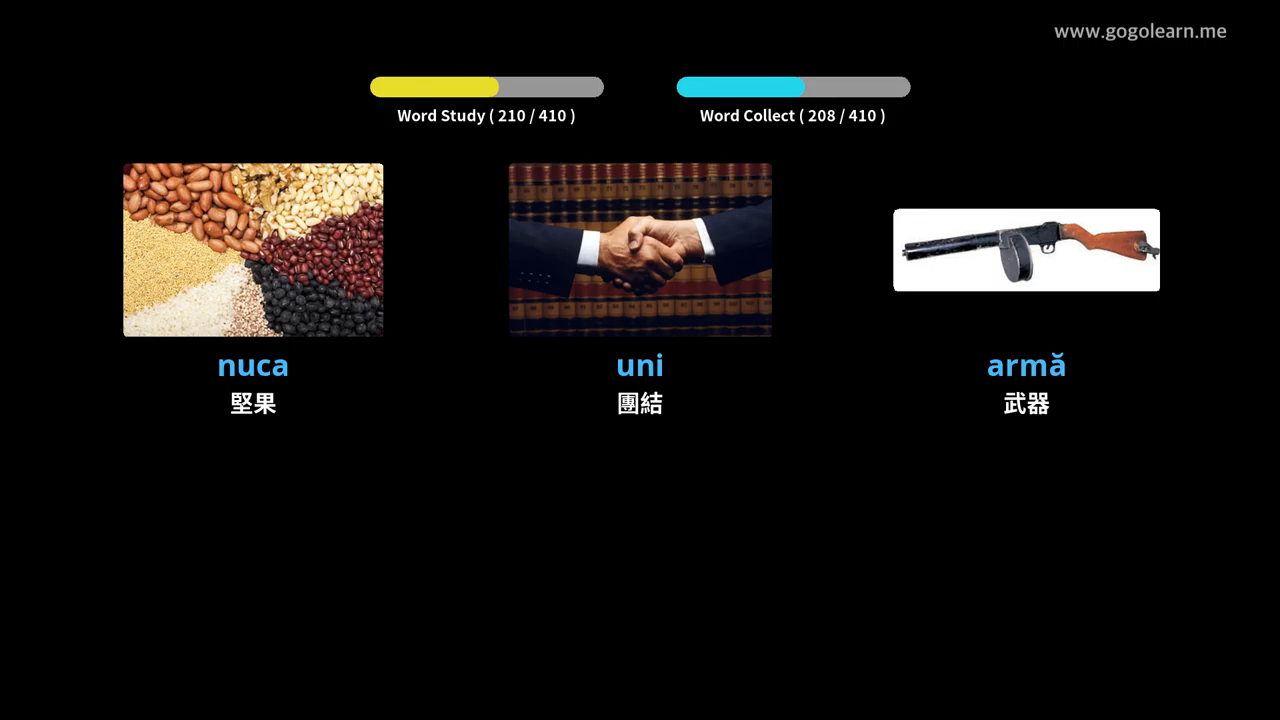 www.gogolearn.me
Word Study ( 210 / 410 )
Word Collect ( 208 / 410 )
nuca
uni
armă
堅果
團結
武器